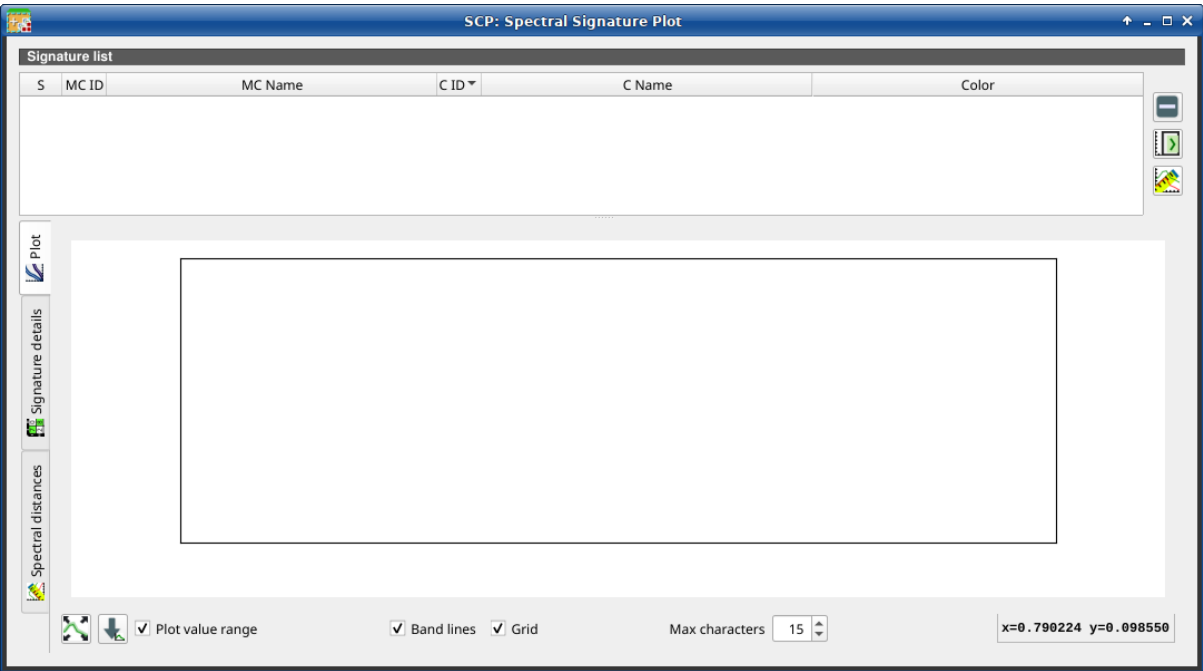 SCP: Spectral Signature Plot
Signature list
S MC ID MC Name C ID C Name Color
Plot
Signature details
Spectral distances
Plot value range Band lines Grid Max characters 15 x=0.790224 y=0.098550